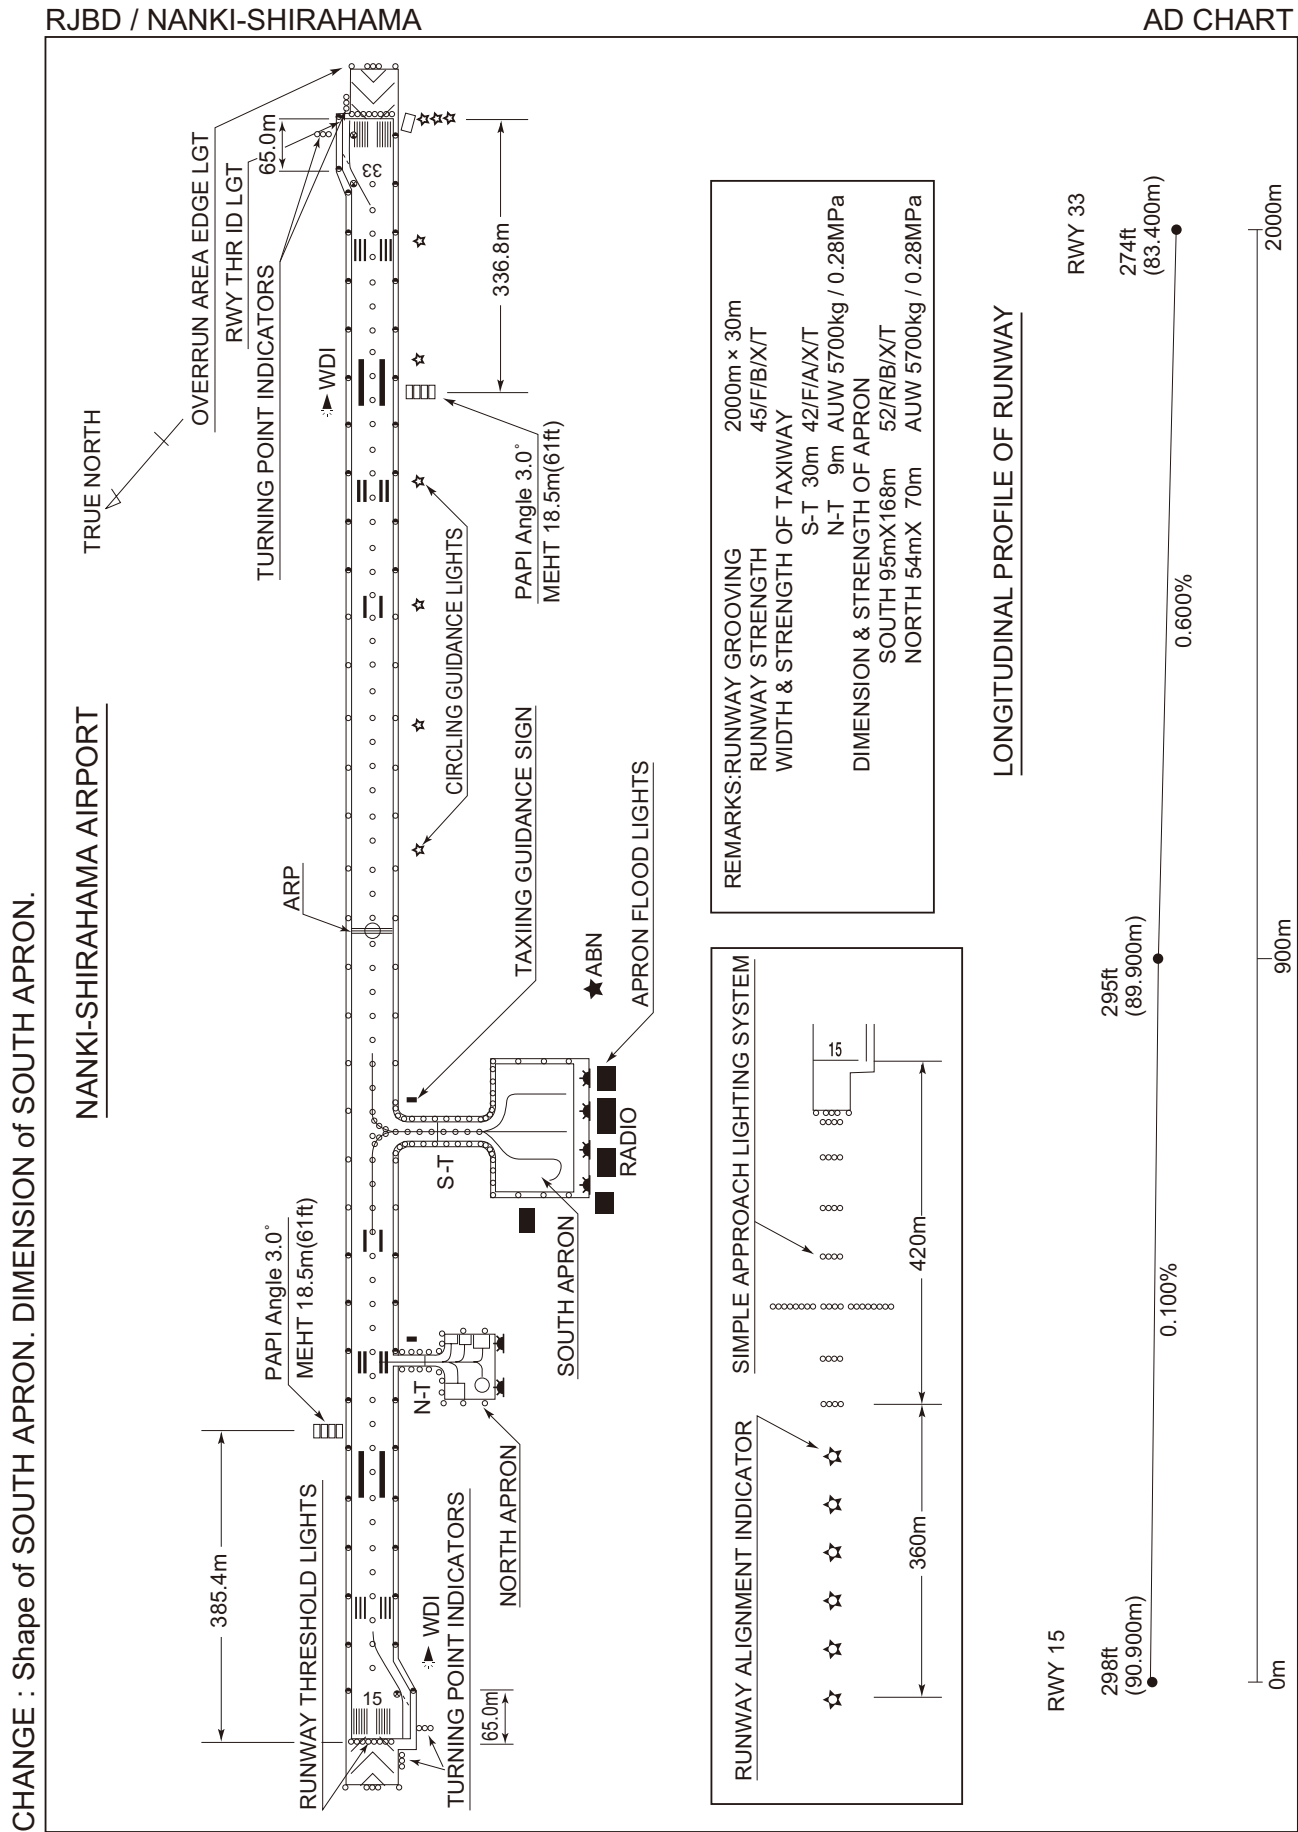 RJBD / NANKI-SHIRAHAMA
AD CHART
CHANGE : Shape of SOUTH APRON. DIMENSION of SOUTH APRON.
NANKI-SHIRAHAMA AIRPORT
TRUE NORTH
OVERRUN AREA EDGE LGT
RWY THR ID LGT
TURNING POINT INDICATORS
65.0m
33
336.8m
WDI
PAPI Angle 3.0°
MEHT 18.5m(61ft)
CIRCLING GUIDANCE LIGHTS
ARP
TAXIING GUIDANCE SIGN
ABN
APRON FLOOD LIGHTS
RADIO
S-T
SOUTH APRON
PAPI Angle 3.0°
MEHT 18.5m(61ft)
N-T
NORTH APRON
385.4m
RUNWAY THRESHOLD LIGHTS
15
WDI
TURNING POINT INDICATORS
65.0m
REMARKS:RUNWAY GROOVING 2000m × 30m
RUNWAY STRENGTH 45/F/B/X/T
WIDTH & STRENGTH OF TAXIWAY
S-T 30m 42/F/A/X/T
N-T 9m AUW 5700kg / 0.28MPa
DIMENSION & STRENGTH OF APRON
SOUTH 95mX168m 52/R/B/X/T
NORTH 54mX 70m AUW 5700kg / 0.28MPa
SIMPLE APPROACH LIGHTING SYSTEM
15
420m
RUNWAY ALIGNMENT INDICATOR
360m
LONGITUDINAL PROFILE OF RUNWAY
RWY 15
298ft
(90.900m)
0.100%
295ft
(89.900m)
0.600%
RWY 33
274ft
(83.400m)
0m
900m
2000m